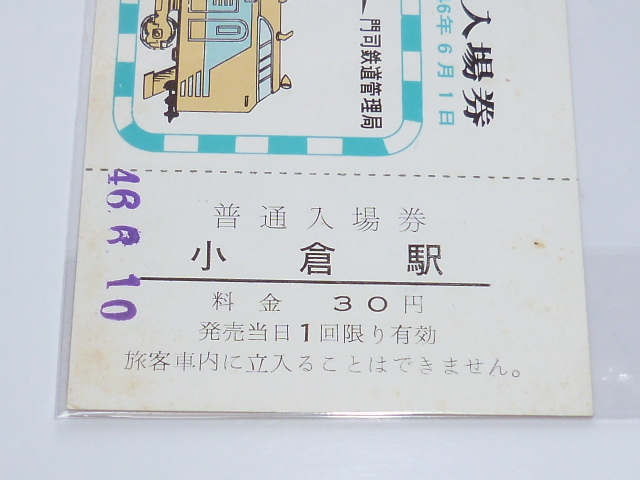 入場券
46年6月1日
門司鉄道管理局
普通入場券
小倉駅
料金 30円
発売当日1回限り有効
旅客車内に立入ることはできません。
46.6.10